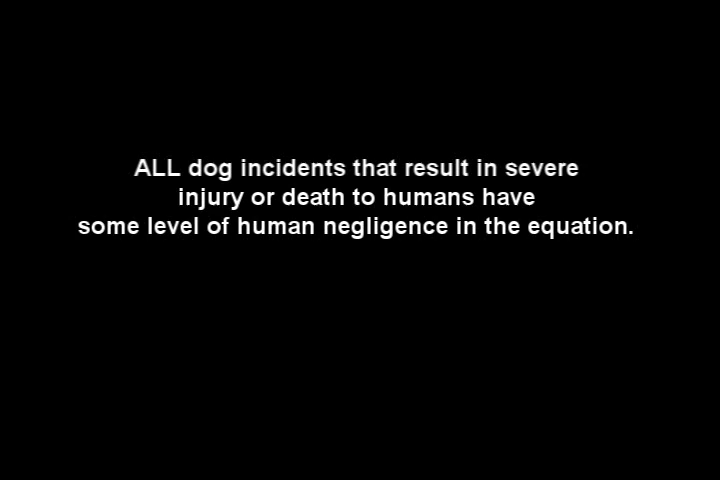 ALL dog incidents that result in severe
injury or death to humans have
some level of human negligence in the equation.